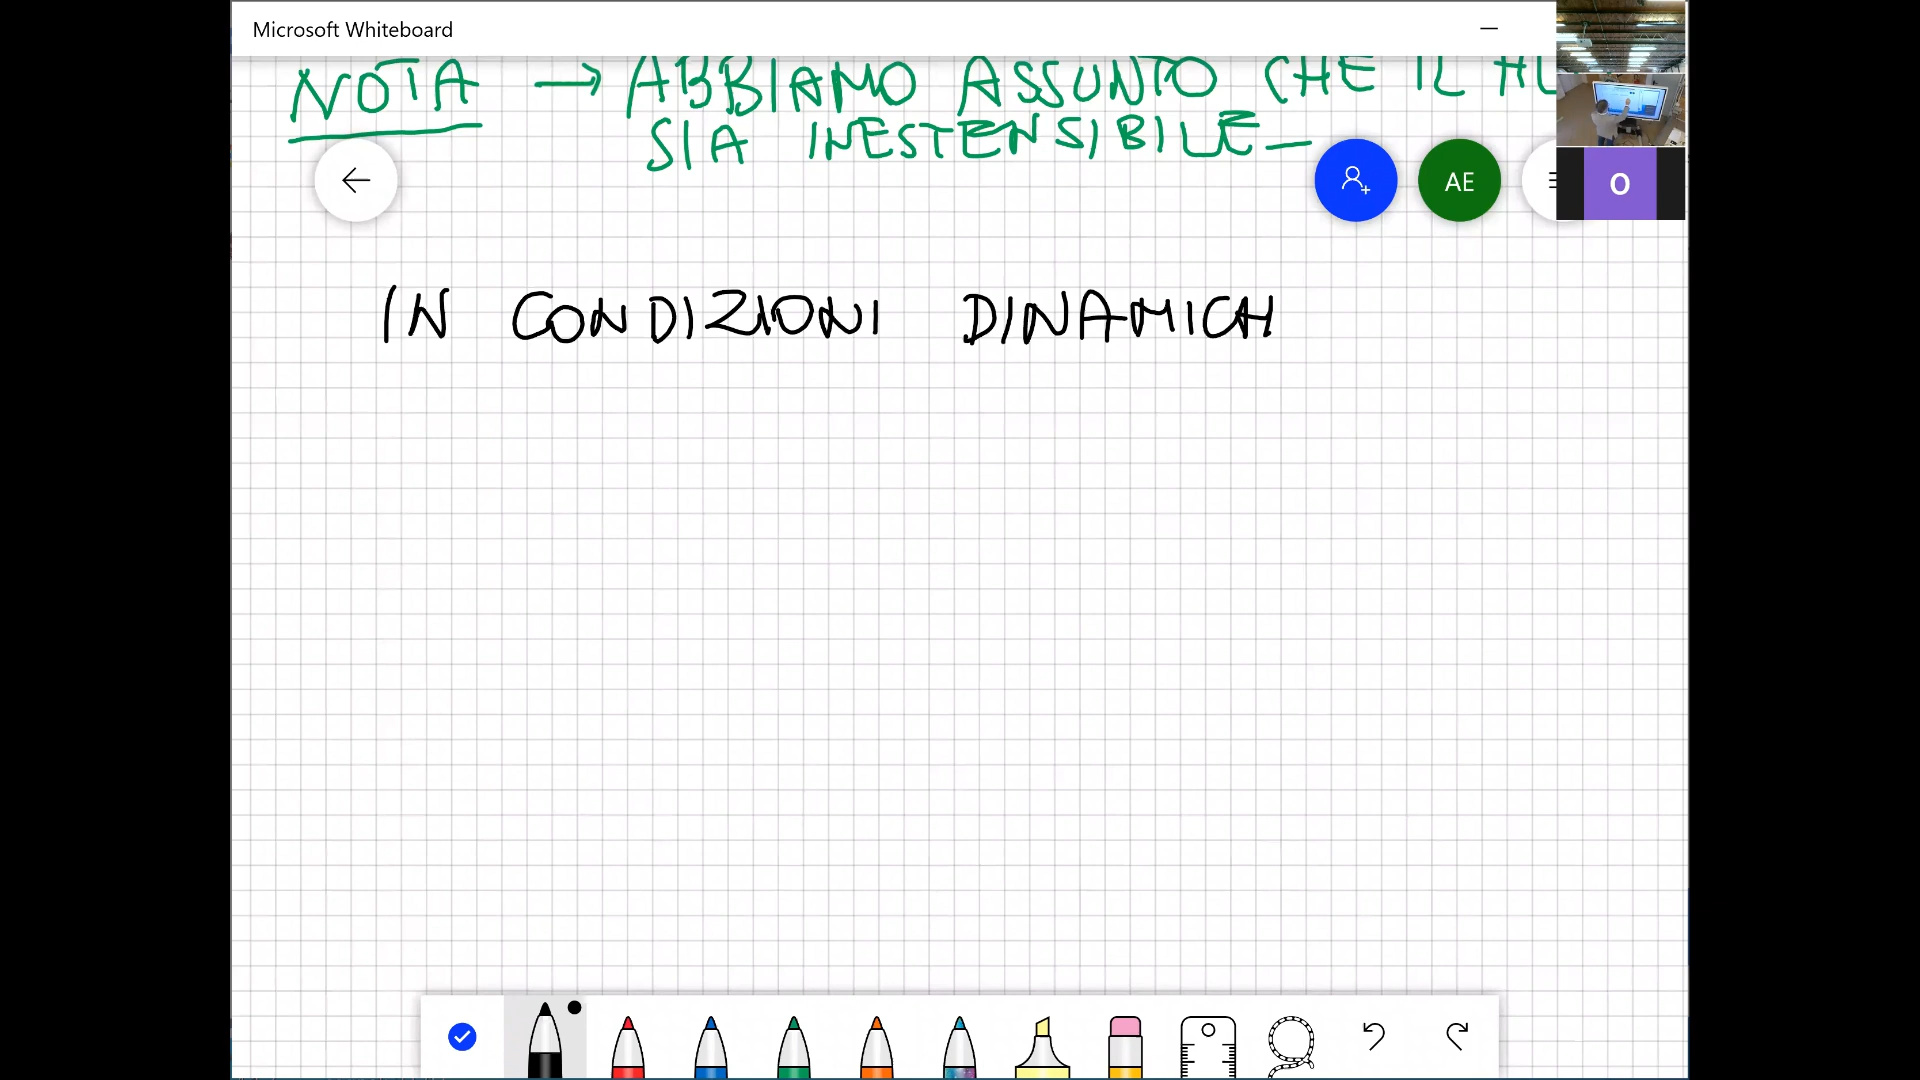 Microsoft Whiteboard
NOTA → ABBIAMO ASSUNTO CHE IL
SIA INESTENSIBILE
AE
O
IN CONDIZIONI DINAMICH